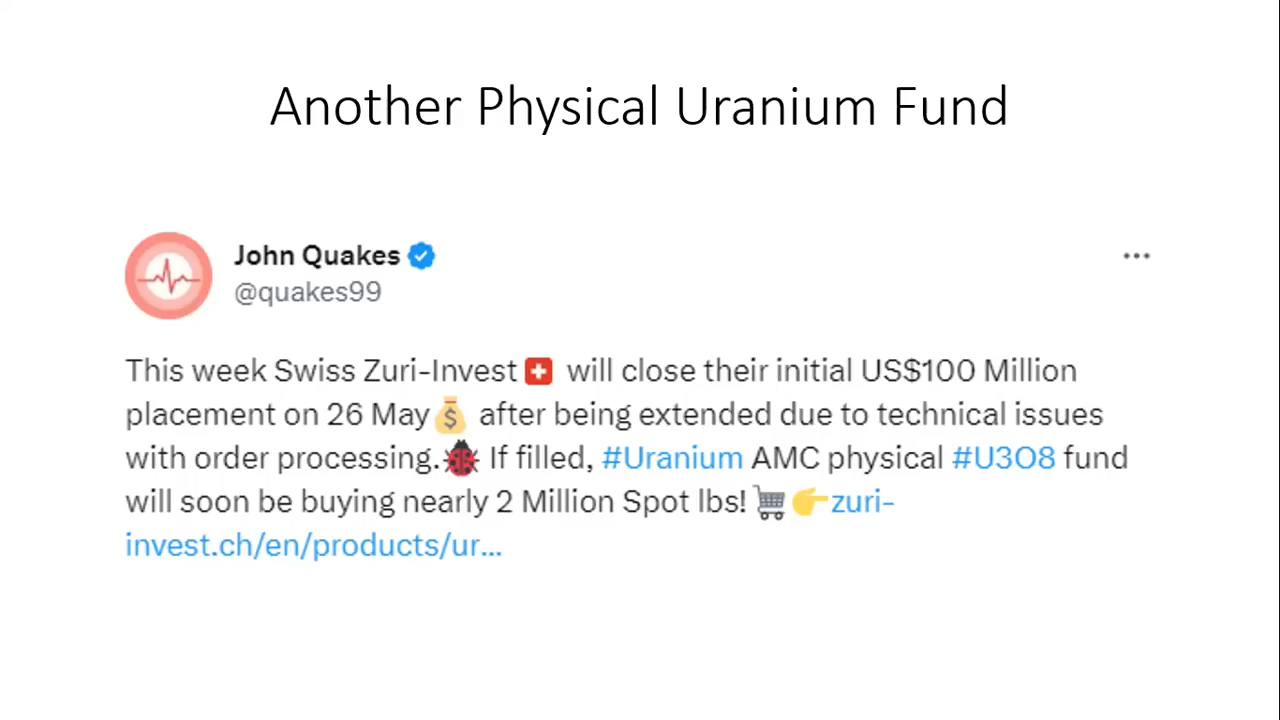 Another Physical Uranium Fund
John Quakes
@quakes99
This week Swiss Zuri-Invest🇨🇭 will close their initial US$100 Million
placement on 26 May💰 after being extended due to technical issues
with order processing.🐞 If filled, #Uranium AMC physical #U3O8 fund
will soon be buying nearly 2 Million Spot lbs! 🛒👉zuri-
invest.ch/en/products/ur...